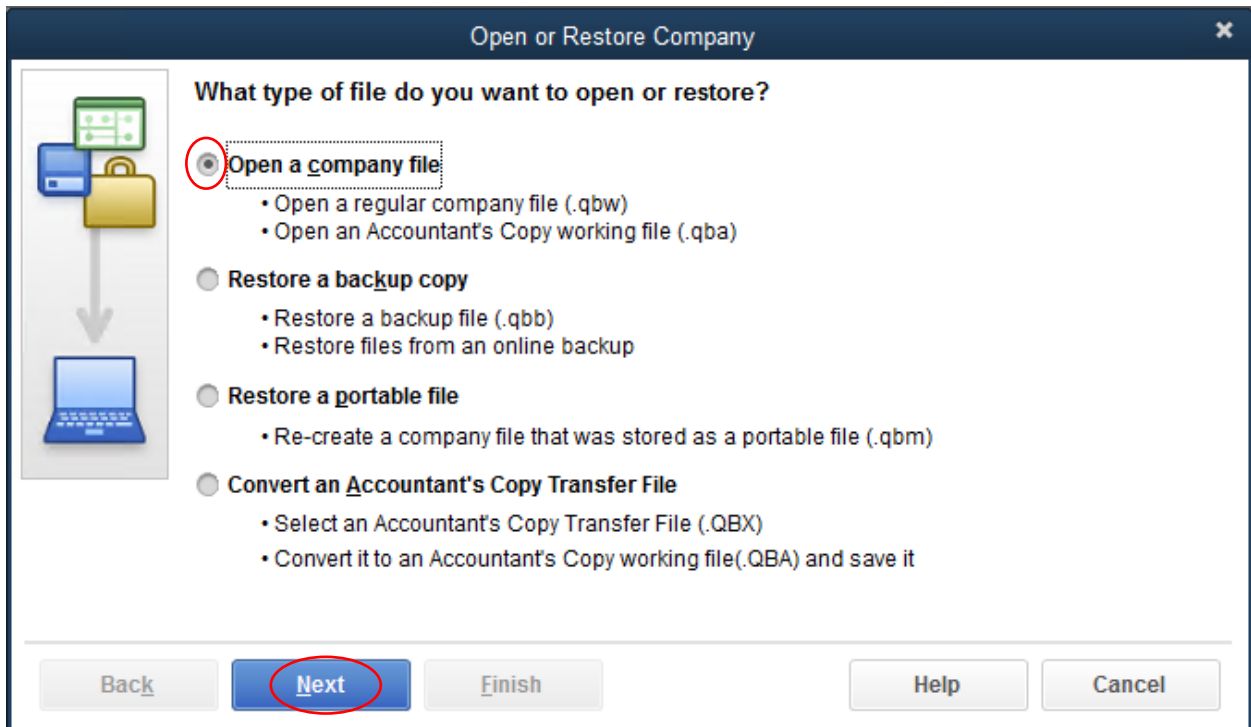 Open or Restore Company
What type of file do you want to open or restore?
Open a company file
• Open a regular company file (.qbw)
• Open an Accountant's Copy working file (.qba)
Restore a backup copy
• Restore a backup file (.qbb)
• Restore files from an online backup
Restore a portable file
• Re-create a company file that was stored as a portable file (.qbm)
Convert an Accountant's Copy Transfer File
• Select an Accountant's Copy Transfer File (.QBX)
• Convert it to an Accountant's Copy working file(.QBA) and save it
Back Next Finish Help Cancel